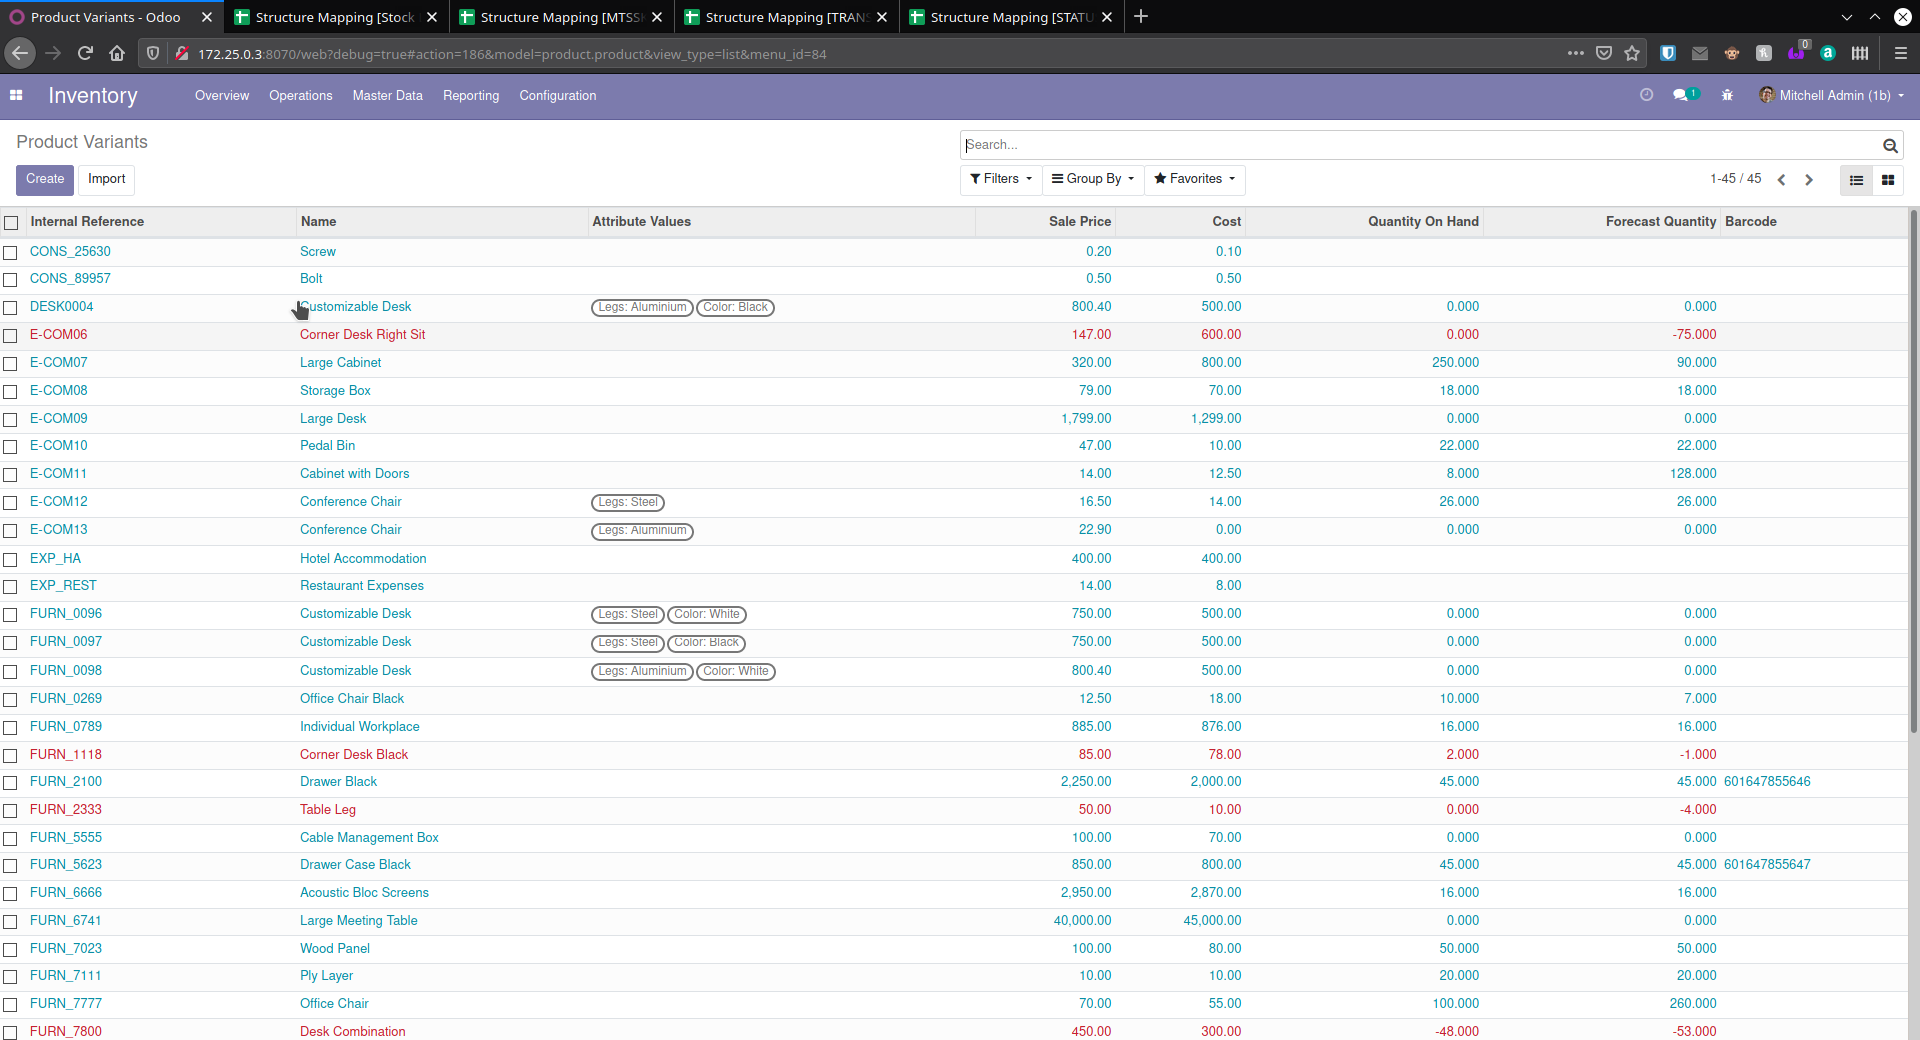 Product Variants - Odoo
Structure Mapping [Stock
Structure Mapping [MTSS
Structure Mapping [TRAN
Structure Mapping [STATU
172.25.0.3:8070/web?debug=true#action=186&model=product.product&view_type=list&menu_id=84
0
Inventory Overview Operations Master Data Reporting Configuration 1 Mitchell Admin (1b)
Product Variants
Search...
Create Import
Filters Group By Favorites 1-45 / 45
Internal Reference Name Attribute Values Sale Price Cost Quantity On Hand Forecast Quantity Barcode
CONS_25630 Screw 0.20 0.10
CONS_89957 Bolt 0.50 0.50
DESK0004 Customizable Desk Legs: Aluminium Color: Black 800.40 500.00 0.000 0.000
E-COM06 Corner Desk Right Sit 147.00 600.00 0.000 -75.000
E-COM07 Large Cabinet 320.00 800.00 250.000 90.000
E-COM08 Storage Box 79.00 70.00 18.000 18.000
E-COM09 Large Desk 1,799.00 1,299.00 0.000 0.000
E-COM10 Pedal Bin 47.00 10.00 22.000 22.000
E-COM11 Cabinet with Doors 14.00 12.50 8.000 128.000
E-COM12 Conference Chair Legs: Steel 16.50 14.00 26.000 26.000
E-COM13 Conference Chair Legs: Aluminium 22.90 0.00 0.000 0.000
EXP_HA Hotel Accommodation 400.00 400.00
EXP_REST Restaurant Expenses 14.00 8.00
FURN_0096 Customizable Desk Legs: Steel Color: White 750.00 500.00 0.000 0.000
FURN_0097 Customizable Desk Legs: Steel Color: Black 750.00 500.00 0.000 0.000
FURN_0098 Customizable Desk Legs: Aluminium Color: White 800.40 500.00 0.000 0.000
FURN_0269 Office Chair Black 12.50 18.00 10.000 7.000
FURN_0789 Individual Workplace 885.00 876.00 16.000 16.000
FURN_1118 Corner Desk Black 85.00 78.00 2.000 -1.000
FURN_2100 Drawer Black 2,250.00 2,000.00 45.000 45.000 601647855646
FURN_2333 Table Leg 50.00 10.00 0.000 -4.000
FURN_5555 Cable Management Box 100.00 70.00 0.000 0.000
FURN_5623 Drawer Case Black 850.00 800.00 45.000 45.000 601647855647
FURN_6666 Acoustic Bloc Screens 2,950.00 2,870.00 16.000 16.000
FURN_6741 Large Meeting Table 40,000.00 45,000.00 0.000 0.000
FURN_7023 Wood Panel 100.00 80.00 50.000 50.000
FURN_7111 Ply Layer 10.00 10.00 20.000 20.000
FURN_7777 Office Chair 70.00 55.00 100.000 260.000
FURN_7800 Desk Combination 450.00 300.00 -48.000 -53.000